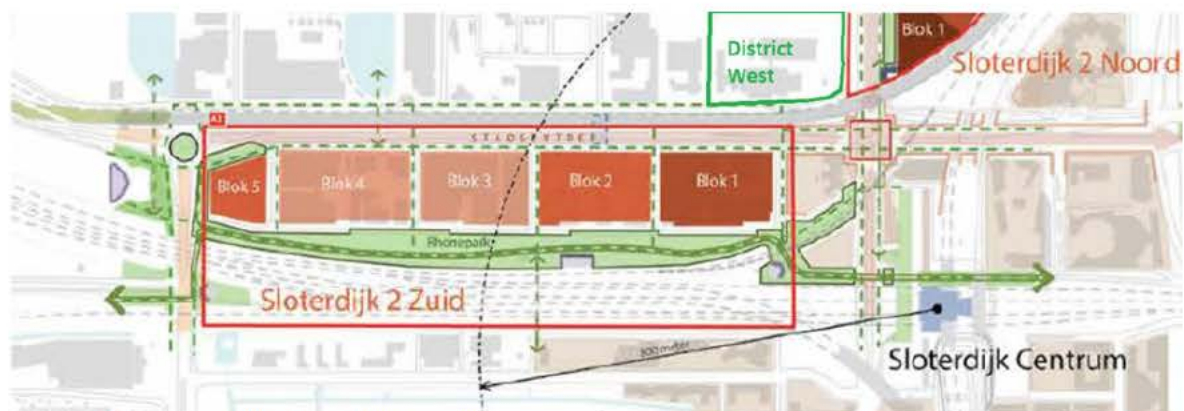 Blok 1
District
West
Sloterdijk 2 Noord
Blok 5
Blok 4
Blok 3
Blok 2
Blok 1
Rhônepark
Sloterdijk 2 Zuid
Sloterdijk Centrum